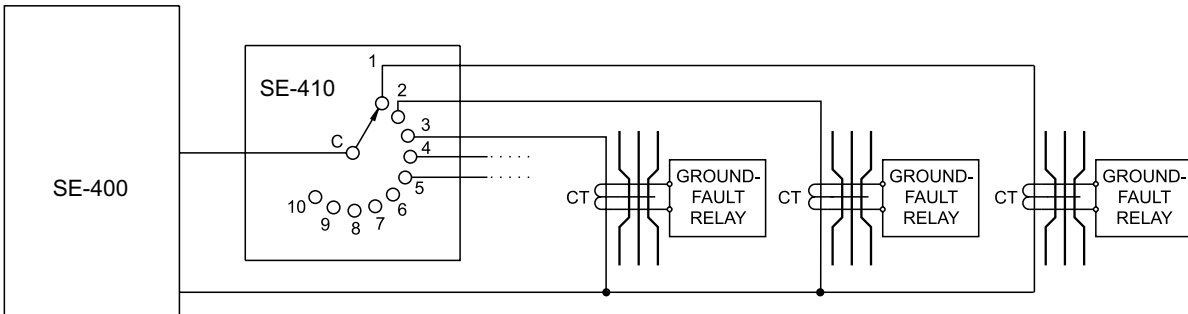 SE-400
SE-410
C
1
2
3
4
5
6
7
8
9
10
CT
GROUND-
FAULT
RELAY
CT
GROUND-
FAULT
RELAY
CT
GROUND-
FAULT
RELAY